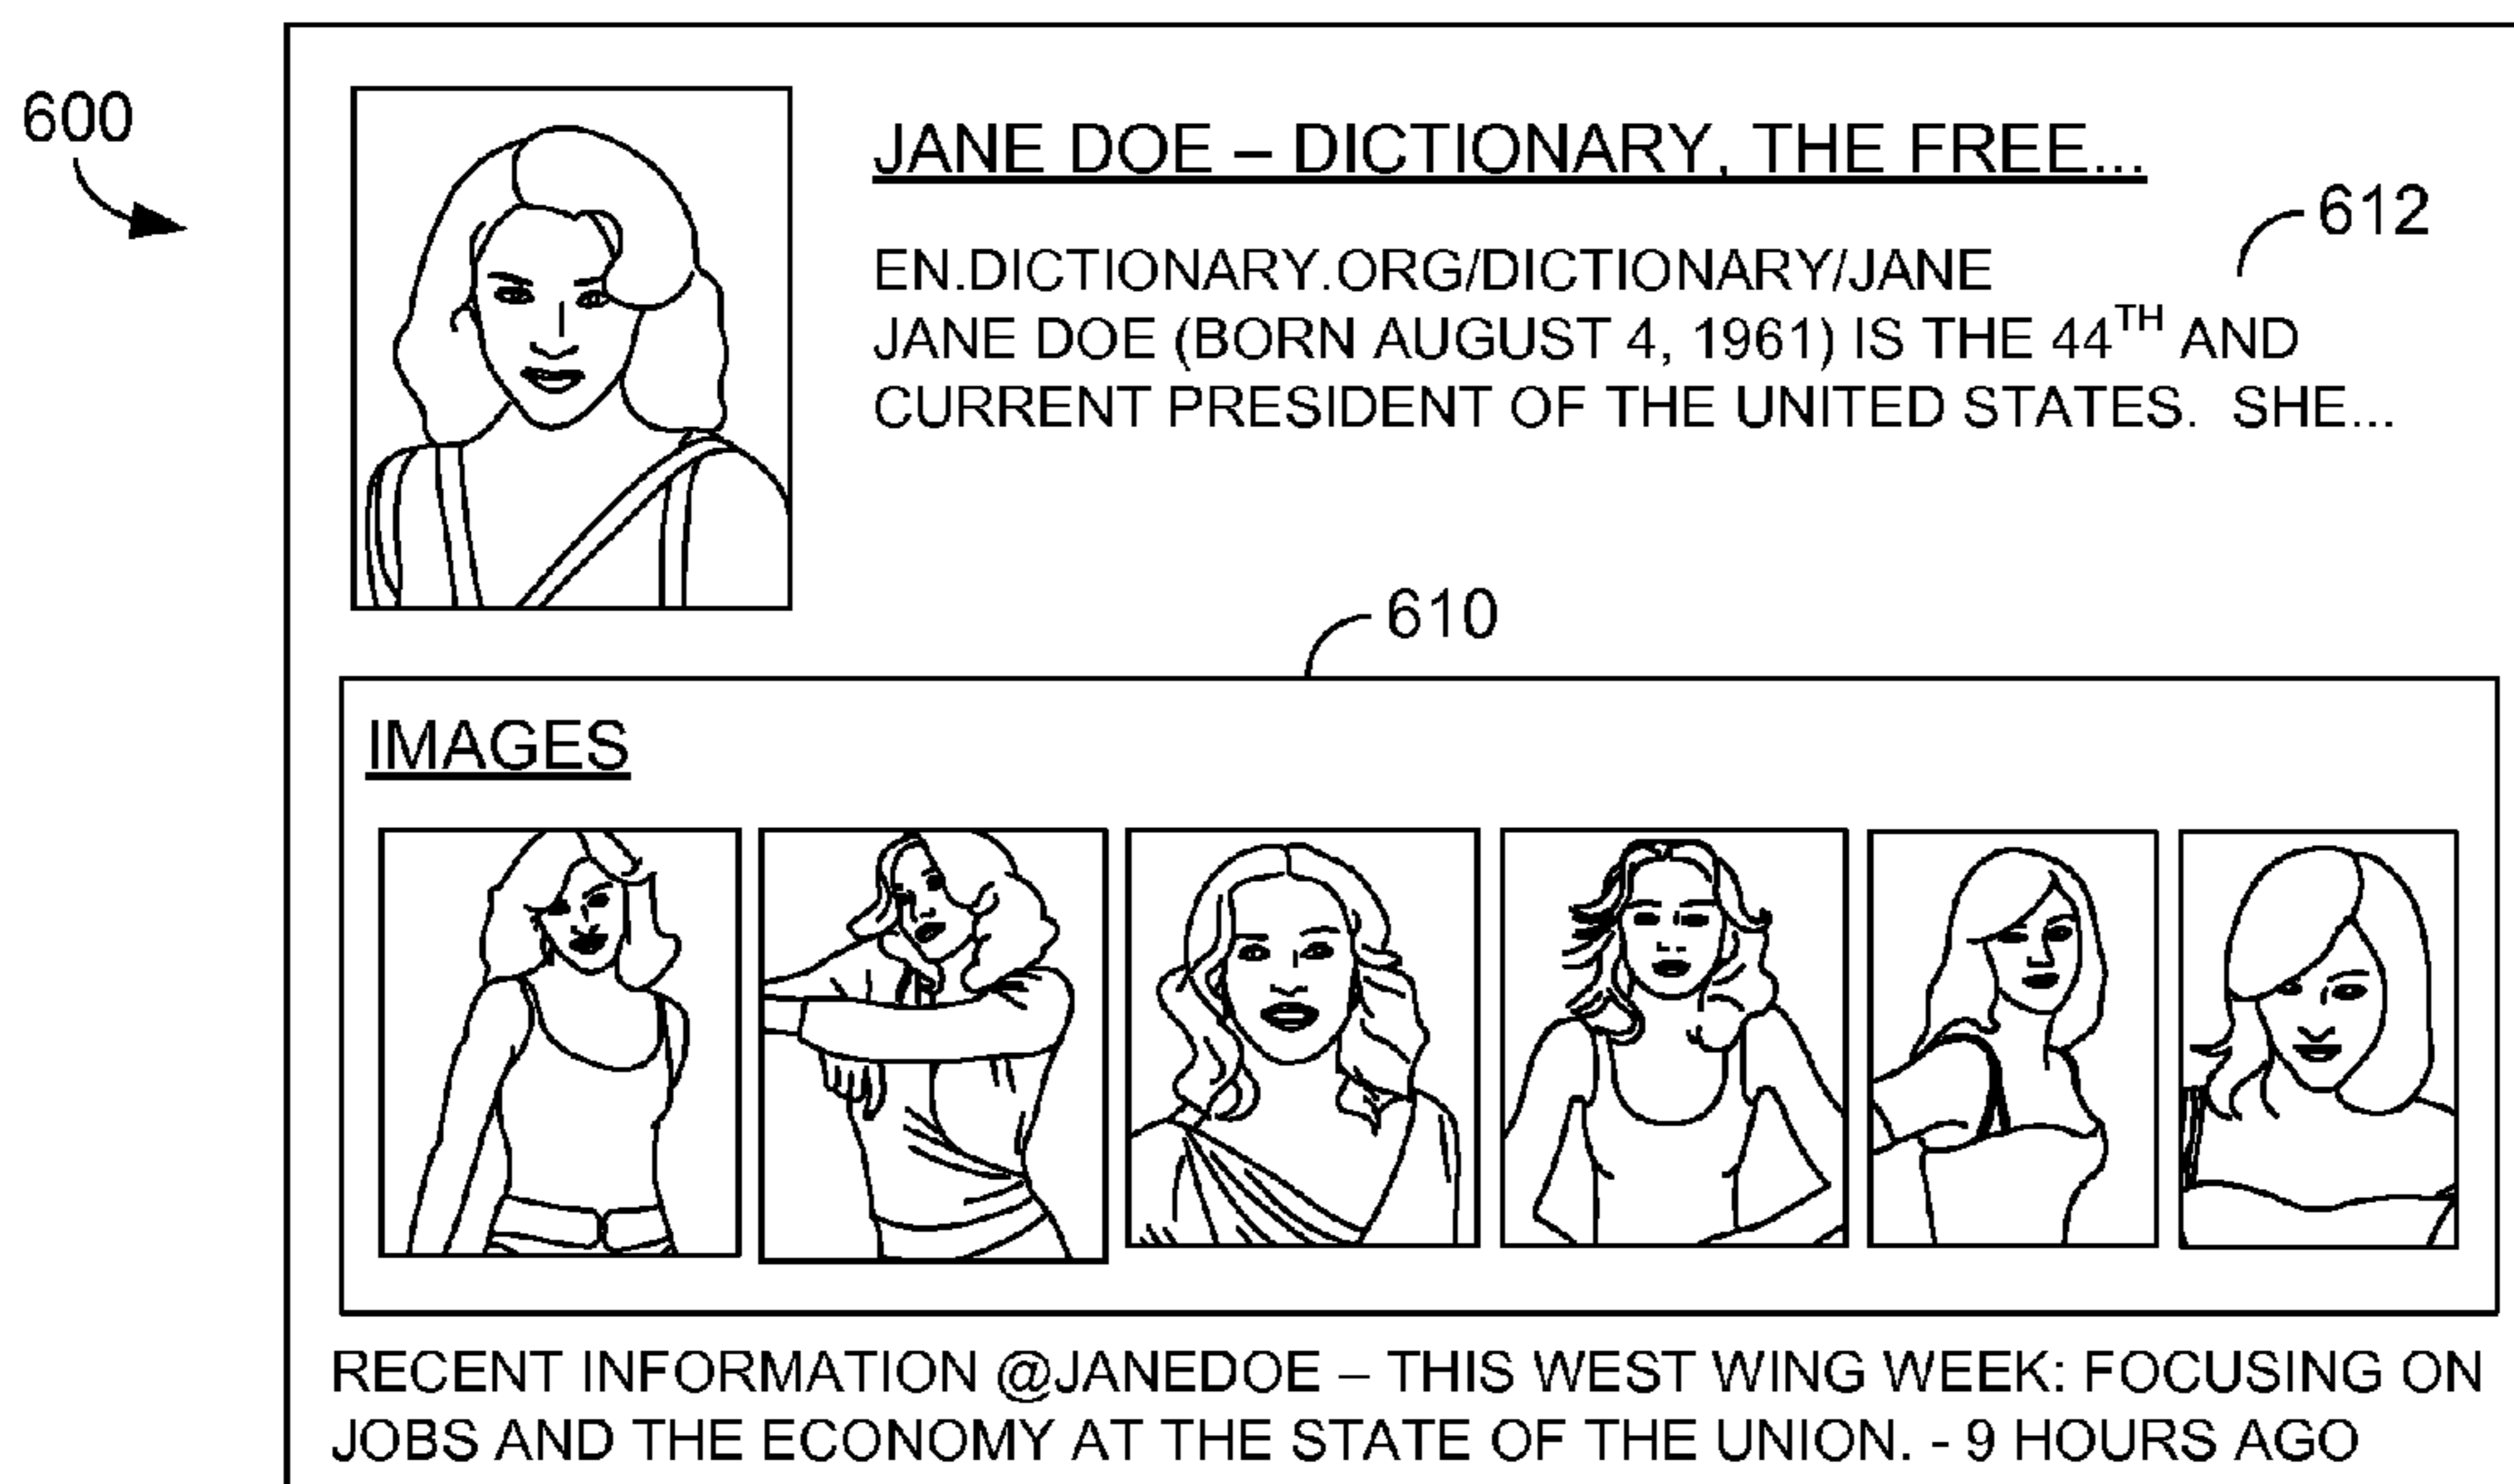 600
JANE DOE – DICTIONARY, THE FREE...
612
EN.DICTIONARY.ORG/DICTIONARY/JANE
JANE DOE (BORN AUGUST 4, 1961) IS THE 44TH AND
CURRENT PRESIDENT OF THE UNITED STATES. SHE...
610
IMAGES
RECENT INFORMATION @JANEDOE – THIS WEST WING WEEK: FOCUSING ON
JOBS AND THE ECONOMY AT THE STATE OF THE UNION. - 9 HOURS AGO